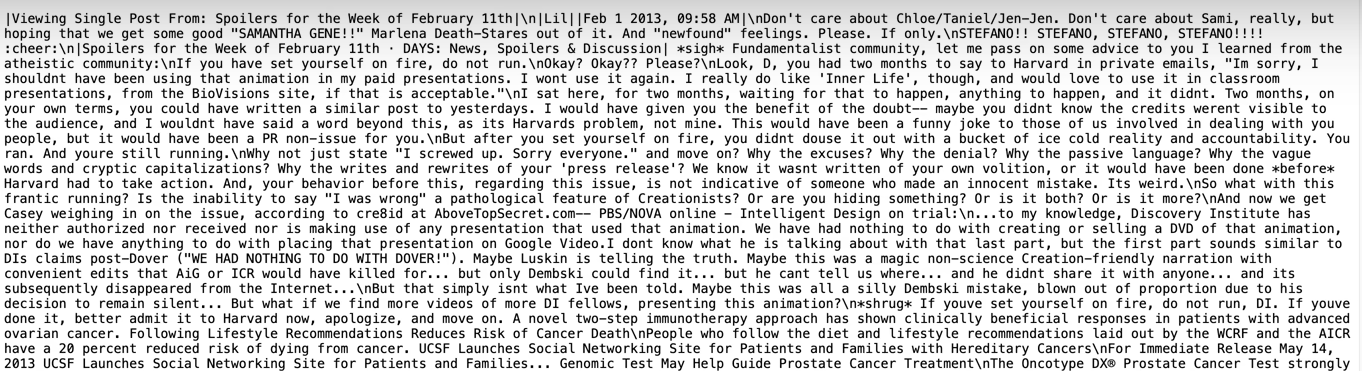 |Viewing Single Post From: Spoilers for the Week of February 11th|\n|Lil||Feb 1 2013, 09:58 AM|\nDon't care about Chloe/Taniel/Jen-Jen. Don't care about Sami, really, but
hoping that we get some good "SAMANTHA GENE!!" Marlena Death-Stares out of it. And "newfound" feelings. Please. If only.\nSTEFANO!! STEFANO, STEFANO, STEFANO!!!!
:cheer:\n|Spoilers for the Week of February 11th · DAYS: News, Spoilers & Discussion| *sigh* Fundamentalist community, let me pass on some advice to you I learned from the
atheistic community:\nIf you have set yourself on fire, do not run.\nOkay? Okay?? Please?\nLook, D, you had two months to say to Harvard in private emails, "Im sorry, I
shouldnt have been using that animation in my paid presentations. I wont use it again. I really do like 'Inner Life', though, and would love to use it in classroom
presentations, from the BioVisions site, if that is acceptable."\nI sat here, for two months, waiting for that to happen, anything to happen, and it didnt. Two months, on
your own terms, you could have written a similar post to yesterdays. I would have given you the benefit of the doubt-- maybe you didnt know the credits werent visible to
the audience, and I wouldnt have said a word beyond this, as its Harvards problem, not mine. This would have been a funny joke to those of us involved in dealing with you
people, but it would have been a PR non-issue for you.\nBut after you set yourself on fire, you didnt douse it out with a bucket of ice cold reality and accountability. You
ran. And youre still running.\nWhy not just state "I screwed up. Sorry everyone." and move on? Why the excuses? Why the denial? Why the passive language? Why the vague
words and cryptic capitalizations? Why the writes and rewrites of your 'press release'? We know it wasnt written of your own volition, or it would have been done *before*
Harvard had to take action. And, your behavior before this, regarding this issue, is not indicative of someone who made an innocent mistake. Its weird.\nSo what with this
frantic running? Is the inability to say "I was wrong" a pathological feature of Creationists? Or are you hiding something? Or is it both? Or is it more?\nAnd now we get
Casey weighing in on the issue, according to cre8id at AboveTopSecret.com-- PBS/NOVA online - Intelligent Design on trial:\n...to my knowledge, Discovery Institute has
neither authorized nor received nor is making use of any presentation that used that animation. We have had nothing to do with creating or selling a DVD of that animation,
nor do we have anything to do with placing that presentation on Google Video.I dont know what he is talking about with that last part, but the first part sounds similar to
DIs claims post-Dover ("WE HAD NOTHING TO DO WITH DOVER!"). Maybe Luskin is telling the truth. Maybe this was a magic non-science Creation-friendly narration with
convenient edits that AiG or ICR would have killed for... but only Dembski could find it... but he cant tell us where... and he didnt share it with anyone... and its
subsequently disappeared from the Internet...\nBut that simply isnt what Ive been told. Maybe this was all a silly Dembski mistake, blown out of proportion due to his
decision to remain silent... But what if we find more videos of more DI fellows, presenting this animation?\n*shrug* If youve set yourself on fire, do not run, DI. If youve
done it, better admit it to Harvard now, apologize, and move on. A novel two-step immunotherapy approach has shown clinically beneficial responses in patients with advanced
ovarian cancer. Following Lifestyle Recommendations Reduces Risk of Cancer Death\nPeople who follow the diet and lifestyle recommendations laid out by the WCRF and the AICR
have a 20 percent reduced risk of dying from cancer. UCSF Launches Social Networking Site for Patients and Families with Hereditary Cancers\nFor Immediate Release May 14,
2013 UCSF Launches Social Networking Site for Patients and Families... Genomic Test May Help Guide Prostate Cancer Treatment\nThe Oncotype DX® Prostate Cancer Test strongly